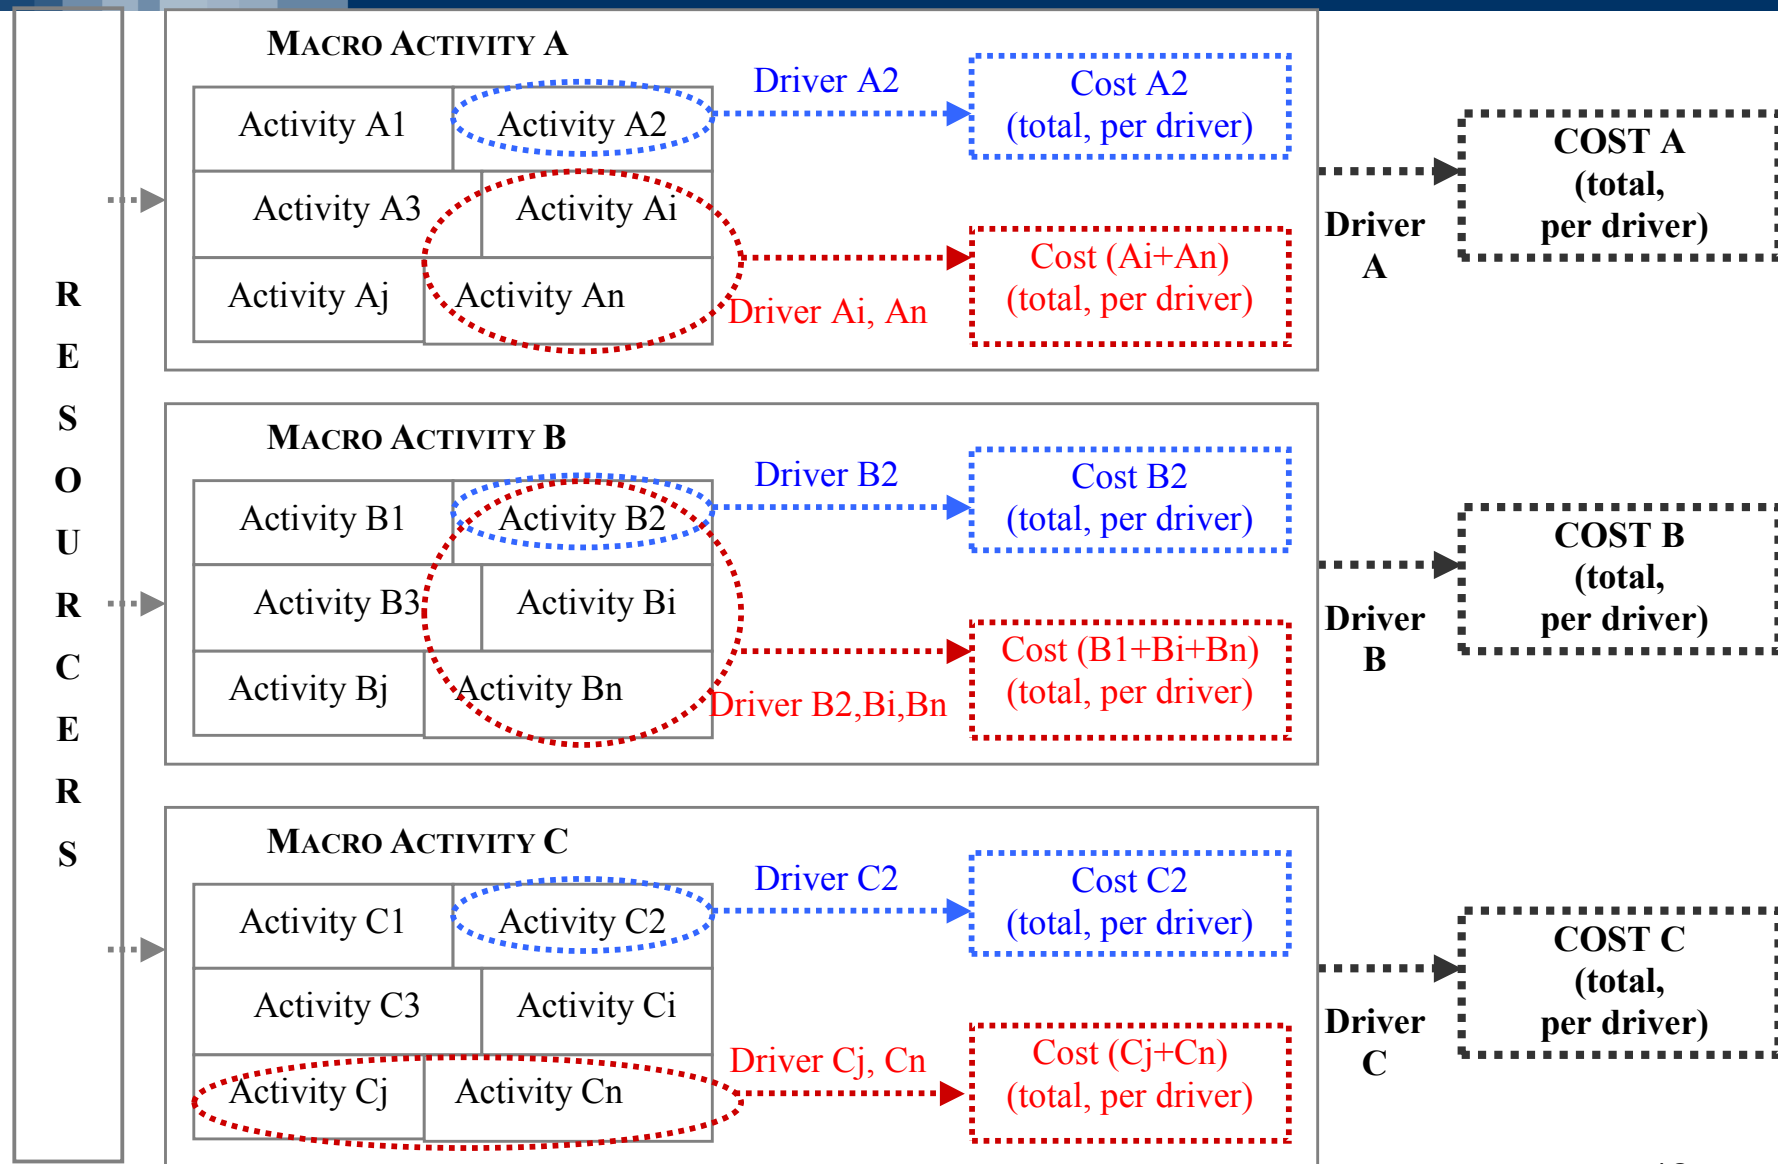 R
E
S
O
U
R
C
E
R
S
MACRO ACTIVITY A
Activity A1
Activity A2
Activity A3
Activity Ai
Activity Aj
Activity An
Driver A2
Cost A2
(total, per driver)
Driver Ai, An
Cost (Ai+An)
(total, per driver)
Driver
A
COST A
(total,
per driver)
MACRO ACTIVITY B
Activity B1
Activity B2
Activity B3
Activity Bi
Activity Bj
Activity Bn
Driver B2
Cost B2
(total, per driver)
Driver B2,Bi,Bn
Cost (B1+Bi+Bn)
(total, per driver)
Driver
B
COST B
(total,
per driver)
MACRO ACTIVITY C
Activity C1
Activity C2
Activity C3
Activity Ci
Activity Cj
Activity Cn
Driver C2
Cost C2
(total, per driver)
Driver Cj, Cn
Cost (Cj+Cn)
(total, per driver)
Driver
C
COST C
(total,
per driver)